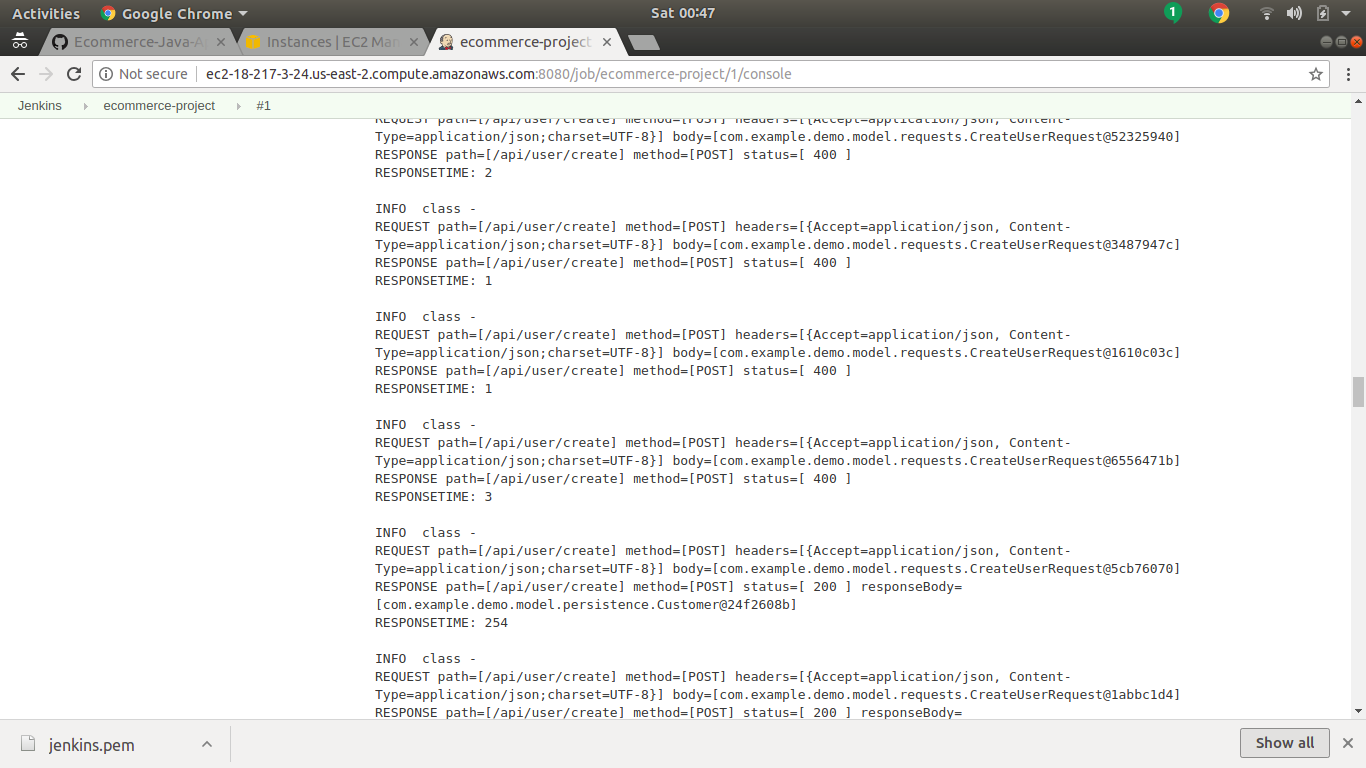 Activities Google Chrome Sat 00:47 1
Ecommerce-Java-A Instances | EC2 Man ecommerce-project
Not secure ec2-18-217-3-24.us-east-2.compute.amazonaws.com:8080/job/ecommerce-project/1/console
Jenkins ecommerce-project #1
REQUEST path=[/api/user/create] method=[POST] headers=[{Accept=application/json, Content-
Type=application/json;charset=UTF-8}] body=[com.example.demo.model.requests.CreateUserRequest@52325940]
RESPONSE path=[/api/user/create] method=[POST] status=[ 400 ]
RESPONSETIME: 2
INFO  class -
REQUEST path=[/api/user/create] method=[POST] headers=[{Accept=application/json, Content-
Type=application/json;charset=UTF-8}] body=[com.example.demo.model.requests.CreateUserRequest@3487947c]
RESPONSE path=[/api/user/create] method=[POST] status=[ 400 ]
RESPONSETIME: 1
INFO  class -
REQUEST path=[/api/user/create] method=[POST] headers=[{Accept=application/json, Content-
Type=application/json;charset=UTF-8}] body=[com.example.demo.model.requests.CreateUserRequest@1610c03c]
RESPONSE path=[/api/user/create] method=[POST] status=[ 400 ]
RESPONSETIME: 1
INFO  class -
REQUEST path=[/api/user/create] method=[POST] headers=[{Accept=application/json, Content-
Type=application/json;charset=UTF-8}] body=[com.example.demo.model.requests.CreateUserRequest@6556471b]
RESPONSE path=[/api/user/create] method=[POST] status=[ 400 ]
RESPONSETIME: 3
INFO  class -
REQUEST path=[/api/user/create] method=[POST] headers=[{Accept=application/json, Content-
Type=application/json;charset=UTF-8}] body=[com.example.demo.model.requests.CreateUserRequest@5cb76070]
RESPONSE path=[/api/user/create] method=[POST] status=[ 200 ] responseBody=
[com.example.demo.model.persistence.Customer@24f2608b]
RESPONSETIME: 254
INFO  class -
REQUEST path=[/api/user/create] method=[POST] headers=[{Accept=application/json, Content-
Type=application/json;charset=UTF-8}] body=[com.example.demo.model.requests.CreateUserRequest@1abbc1d4]
RESPONSE path=[/api/user/create] method=[POST] status=[ 200 ] responseBody=
jenkins.pem Show all